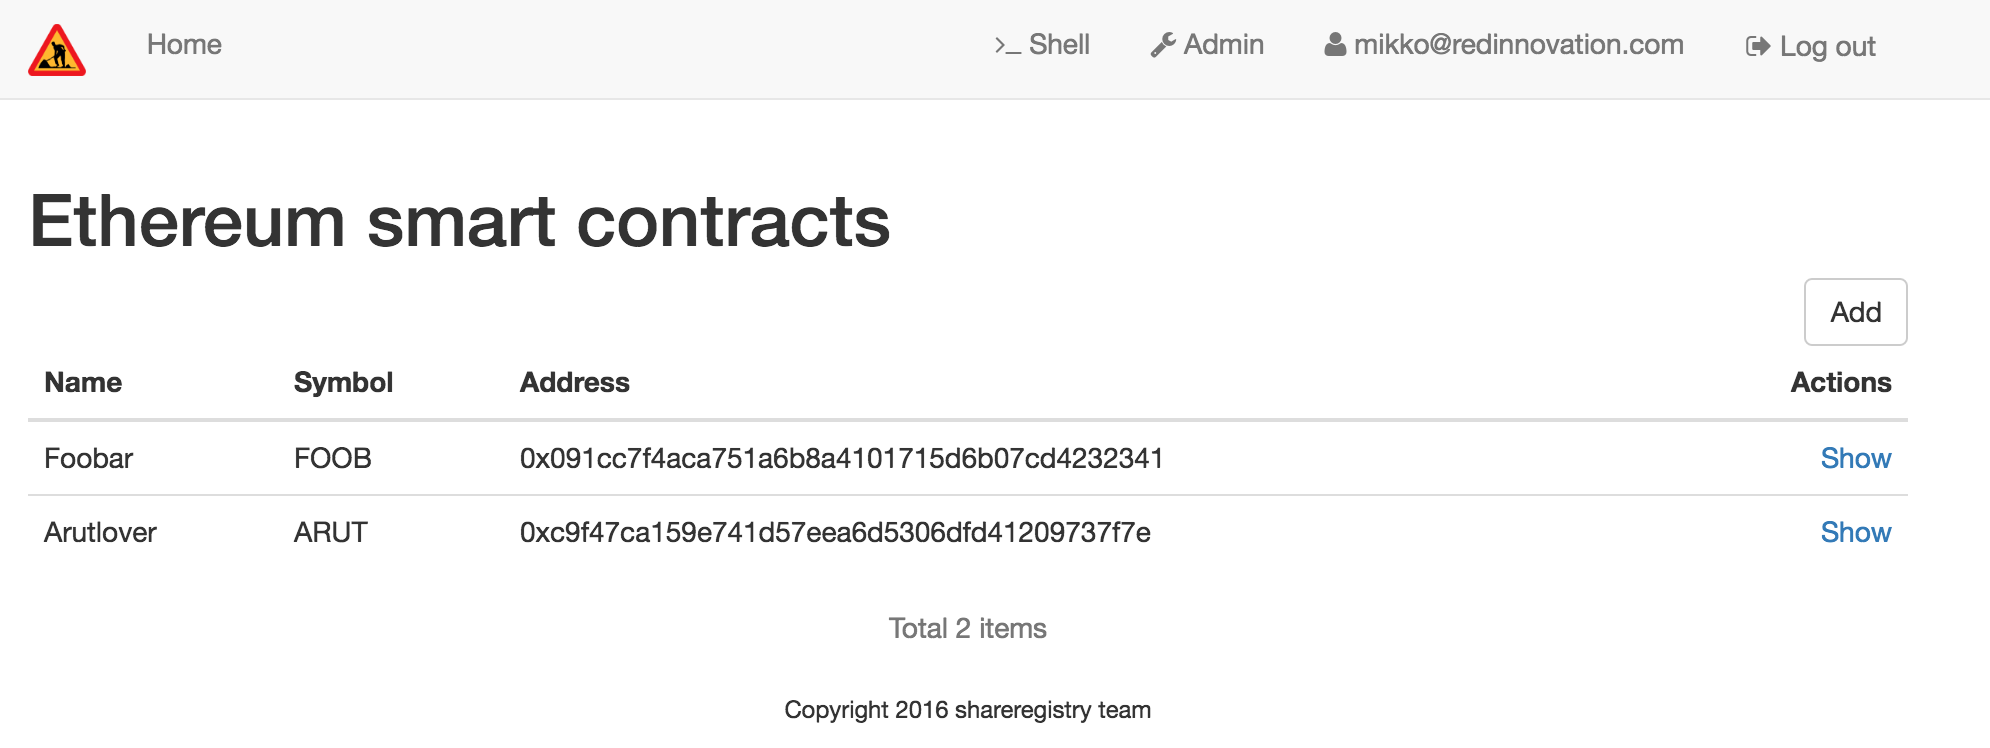 Home >_ Shell Admin mikko@redinnovation.com Log out
Ethereum smart contracts
Add
Name Symbol Address Actions
Foobar FOOB 0x091cc7f4aca751a6b8a4101715d6b07cd4232341 Show
Arutlover ARUT 0xc9f47ca159e741d57eea6d5306dfd41209737f7e Show
Total 2 items
Copyright 2016 shareregistry team